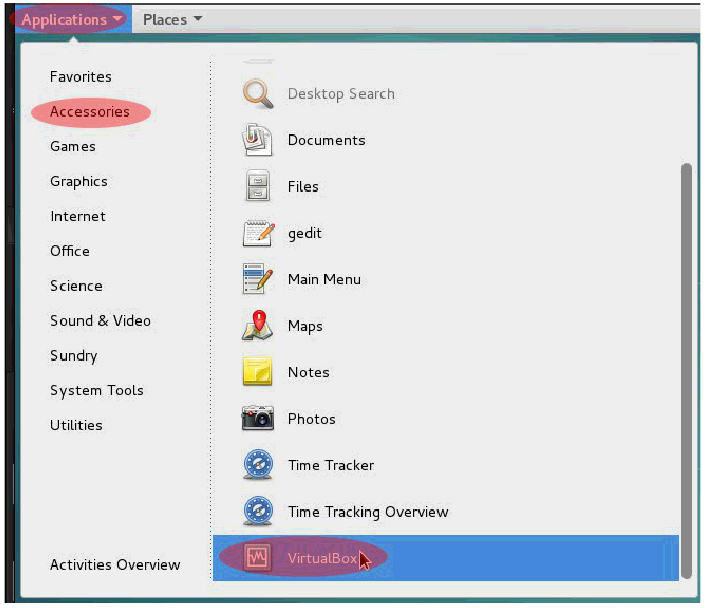 Applications Places
Favorites
Accessories
Games
Graphics
Internet
Office
Science
Sound & Video
Sundry
System Tools
Utilities
Activities Overview
Desktop Search
Documents
Files
gedit
Main Menu
Maps
Notes
Photos
Time Tracker
Time Tracking Overview
VirtualBox